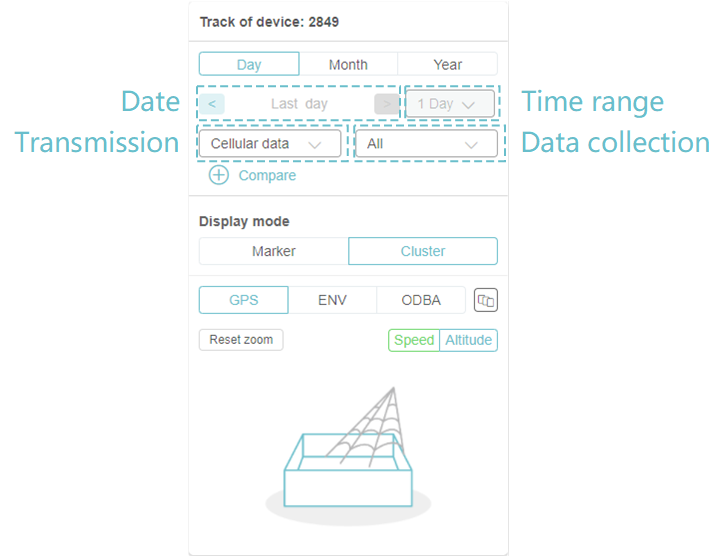 Track of device: 2849
Day Month Year
Date < Last day > 1 Day Time range
Transmission Cellular data All Data collection
Compare
Display mode
Marker Cluster
GPS ENV ODBA
Reset zoom Speed Altitude